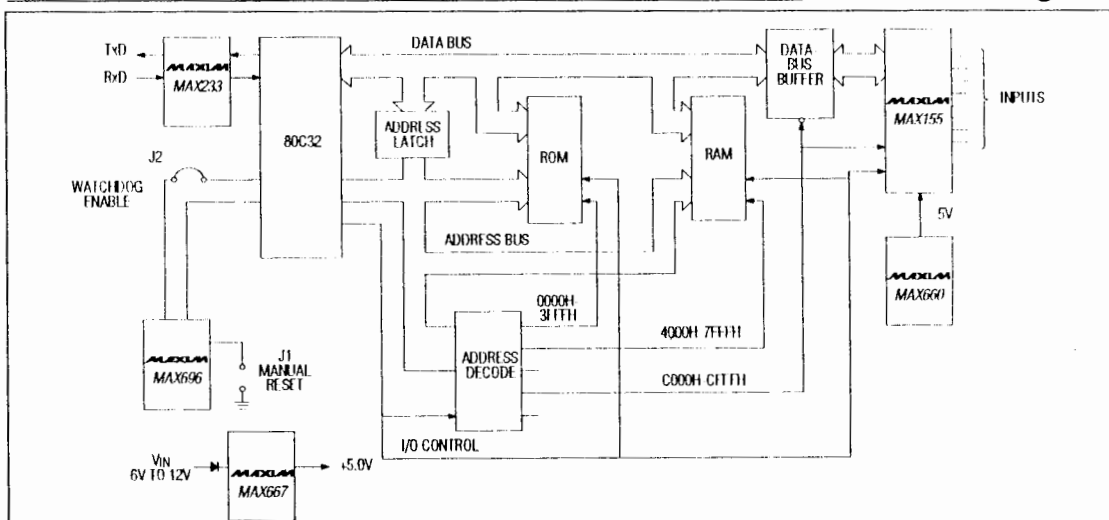 TxD
RxD
MAXIM
MAX233
80C32
DATA BUS
ADDRESS
LATCH
ROM
RAM
DATA
BUS
BUFFER
MAXIM
MAX155
INPUTS
J2
WATCHDOG
ENABLE
ADDRESS BUS
5V
MAXIM
MAX660
0000H-
3FFFH
4000H-7FFFH
C000H-CFFFH
ADDRESS
DECODE
MAXIM
MAX696
J1
MANUAL
RESET
I/O CONTROL
VIN
6V TO 12V
MAXIM
MAX667
+5.0V